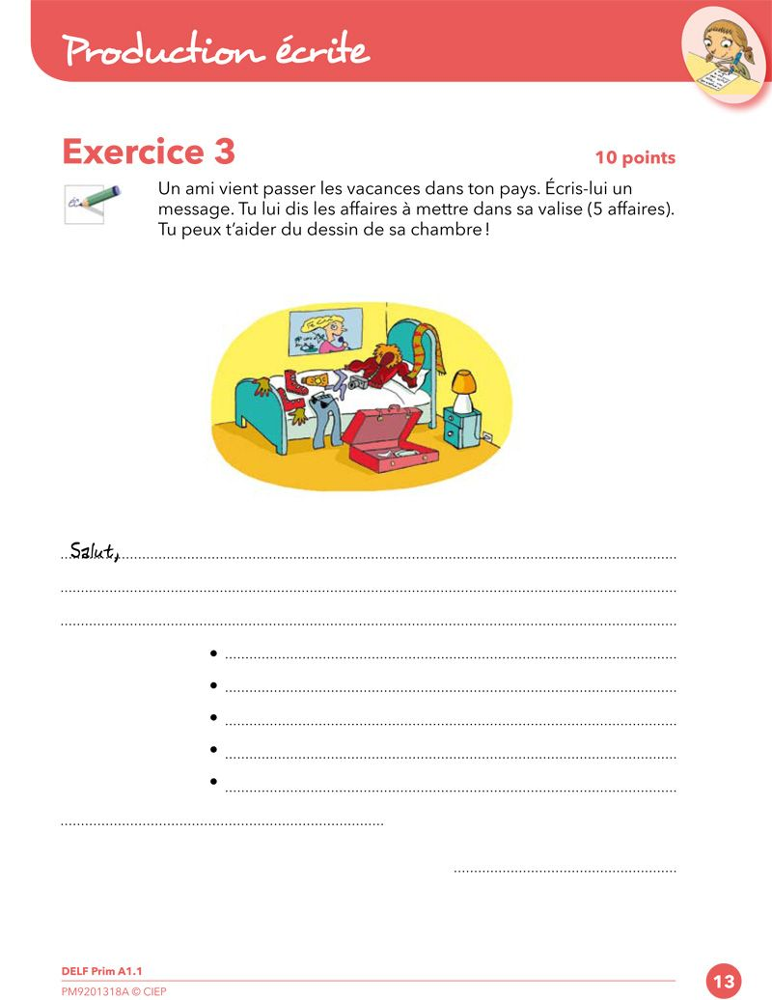 Production écrite
Exercice 3
10 points
Un ami vient passer les vacances dans ton pays. Écris-lui un
message. Tu lui dis les affaires à mettre dans sa valise (5 affaires).
Tu peux t’aider du dessin de sa chambre !
Salut,
•
•
•
•
•
DELF Prim A1.1
PM9201318A © CIEP
13